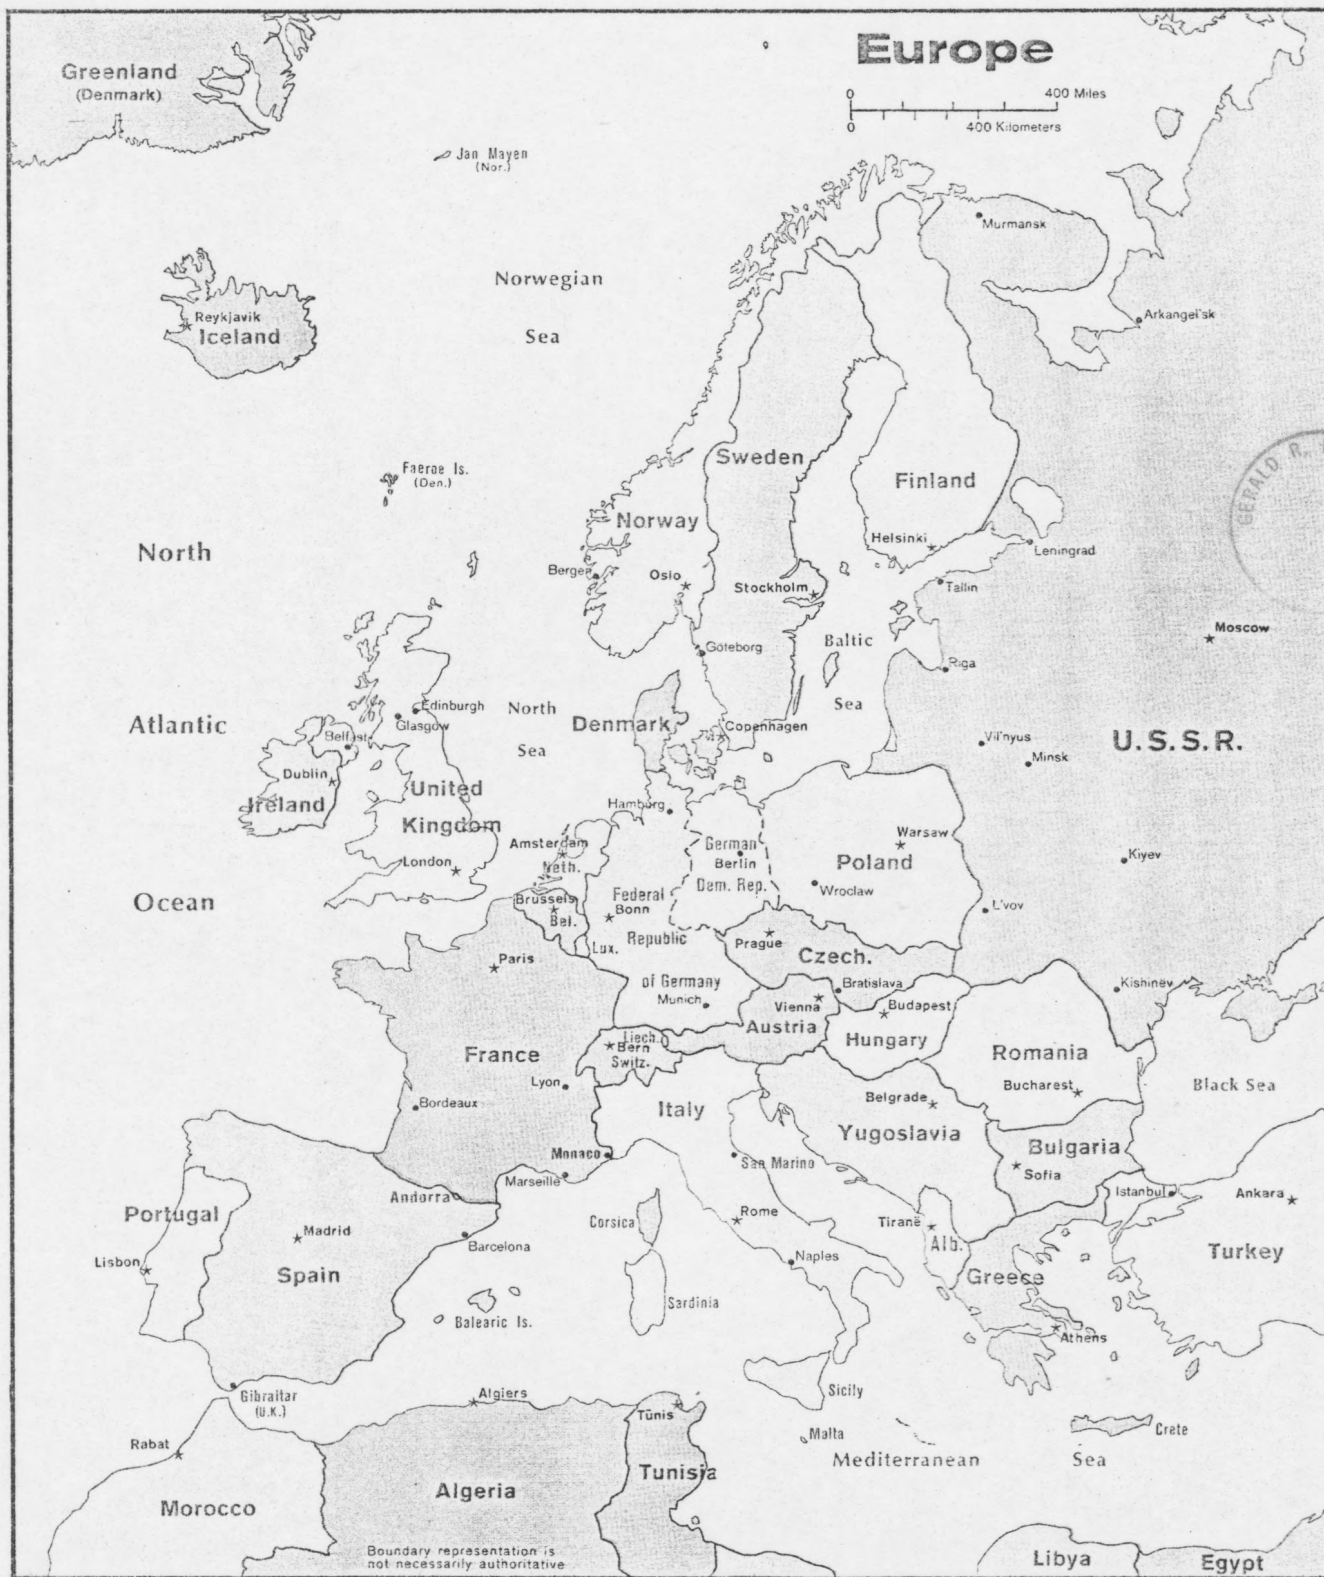 Europe
0 400 Miles
0 400 Kilometers
Greenland
(Denmark)
Jan Mayen
(Nor.)
Murmansk
Norwegian
Sea
Reykjavik
Iceland
Arkangel'sk
Sweden
Finland
Faeroe Is.
(Den.)
GERALD R.
Norway
North
Helsinki
Leningrad
Bergen
Oslo
Stockholm
Tallin
Moscow
Baltic
Sea
Göteborg
Riga
Edinburgh
Glasgow
North
Sea
Denmark
Copenhagen
Atlantic
Belfast
Vil'nyus
U.S.S.R.
Minsk
Dublin
Ireland
United
Kingdom
London
Hamburg
Amsterdam
Neth.
German
Berlin
Dem. Rep.
Warsaw
Poland
Wroclaw
Kiyev
Ocean
Brussels
Bel.
Federal
Bonn
Republic
of Germany
Munich
L'vov
Lux.
Prague
Czech.
Paris
Bratislava
Kishinëv
Vienna
Austria
Budapest
Hungary
Liech.
Bern
Switz.
France
Romania
Bucharest
Black Sea
Lyon
Bordeaux
Italy
Belgrade
Yugoslavia
Bulgaria
Sofia
Monaco
Marseille
San Marino
Andorra
Istanbul
Ankara
Turkey
Portugal
Lisbon
Madrid
Spain
Barcelona
Corsica
Rome
Naples
Tiranë
Alb.
Greece
Sardinia
Balearic Is.
Athens
Gibraltar
(U.K.)
Algiers
Tunis
Sicily
Malta
Crete
Mediterranean Sea
Rabat
Morocco
Algeria
Tunisia
Boundary representation is
not necessarily authoritative
Libya
Egypt